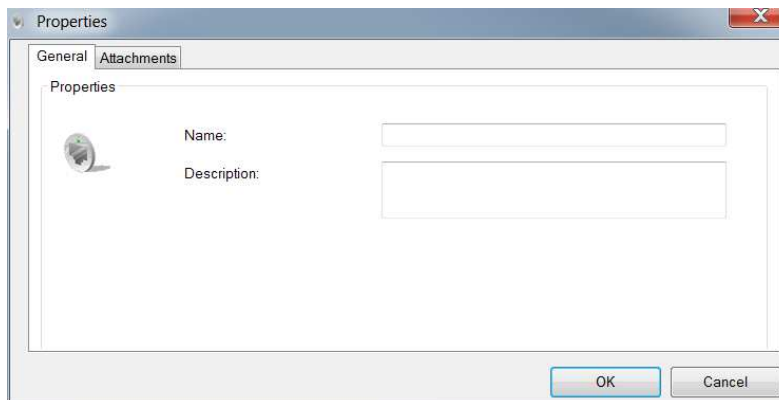 Properties
General Attachments
Properties
Name:
Description:
OK Cancel